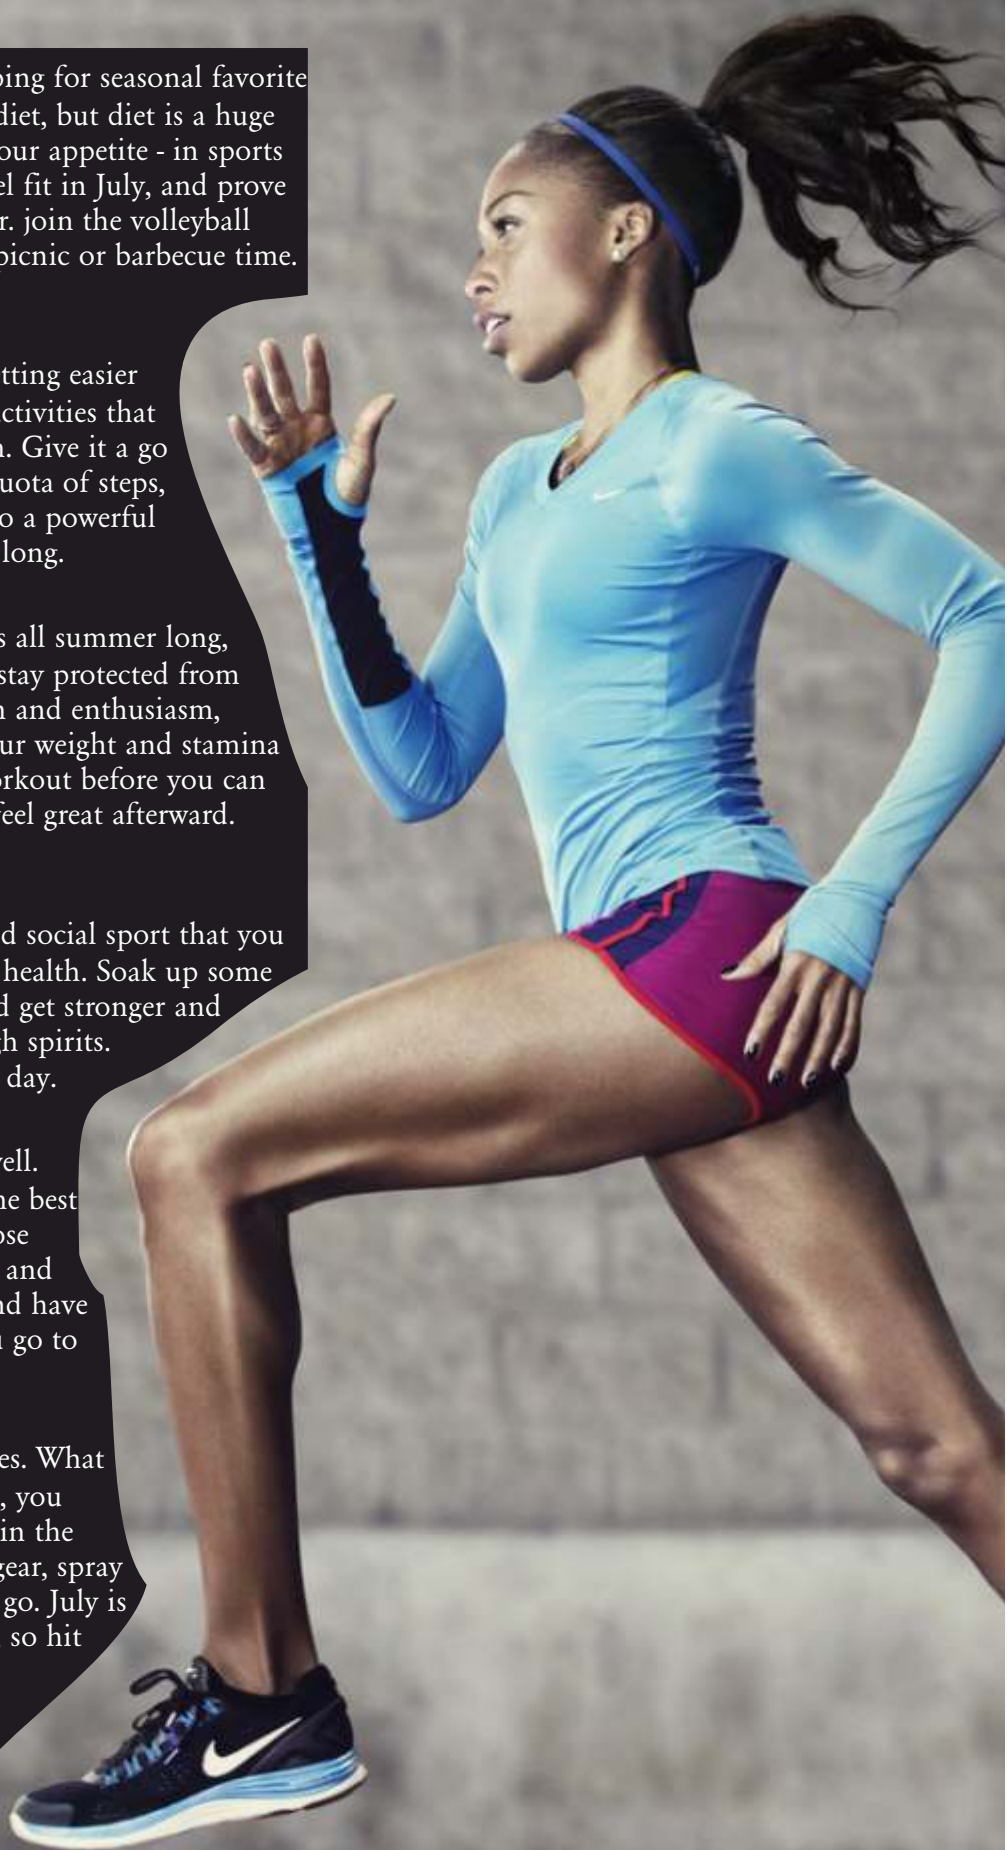 ping for seasonal favorite
diet, but diet is a huge
our appetite - in sports
el fit in July, and prove
r. join the volleyball
picnic or barbecue time.
tting easier
ctivities that
n. Give it a go
uota of steps,
o a powerful
long.
s all summer long,
stay protected from
n and enthusiasm,
ur weight and stamina
orkout before you can
feel great afterward.
d social sport that you
health. Soak up some
d get stronger and
gh spirits.
day.
vell.
he best
ose
and
nd have
u go to
es. What
, you
in the
gear, spray
go. July is
so hit